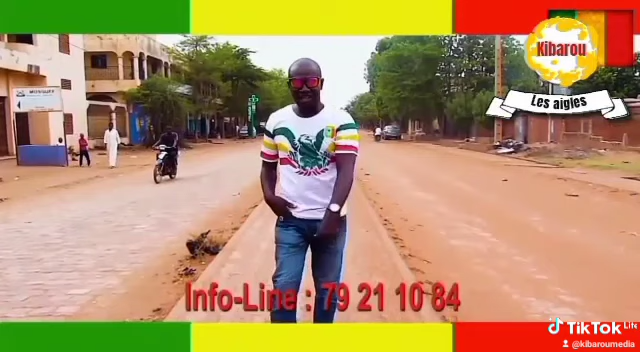 Kibarou
Les aigles
Info-Line : 79 21 10 84
TikTok
@kibaroumedia